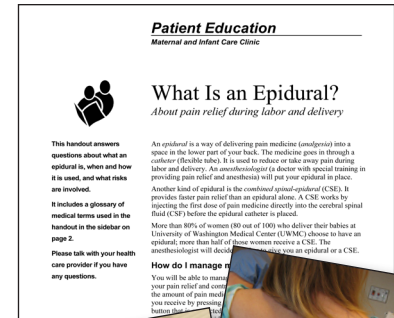 Patient Education
Maternal and Infant Care Clinic
What Is an Epidural?
About pain relief during labor and delivery
This handout answers
questions about what an
epidural is, when and how
it is used, and what risks
are involved.
It includes a glossary of
medical terms used in the
handout in the sidebar on
page 2.
Please talk with your health
care provider if you have
any questions.
An epidural is a way of delivering pain medicine (analgesia) into a
space in the lower part of your back. The medicine goes in through a
catheter (flexible tube). It is used to reduce or take away pain during
labor and delivery. An anesthesiologist (a doctor with special training in
providing pain relief and anesthesia) will put your epidural in place.
Another kind of epidural is the combined spinal-epidural (CSE). It
provides faster pain relief than an epidural alone. A CSE works by
injecting the first dose of pain medicine directly into the cerebral spinal
fluid (CSF) before the epidural catheter is placed.
More than 80% of women (80 out of 100) who deliver their babies at
University of Washington Medical Center (UWMC) choose to have an
epidural; more than half of those women receive a CSE. The
anesthesiologist will decide to give you an epidural or a CSE.
How do I manage
You will be able to
your pain relief and
the amount of pain
you receive by pressing
button that is